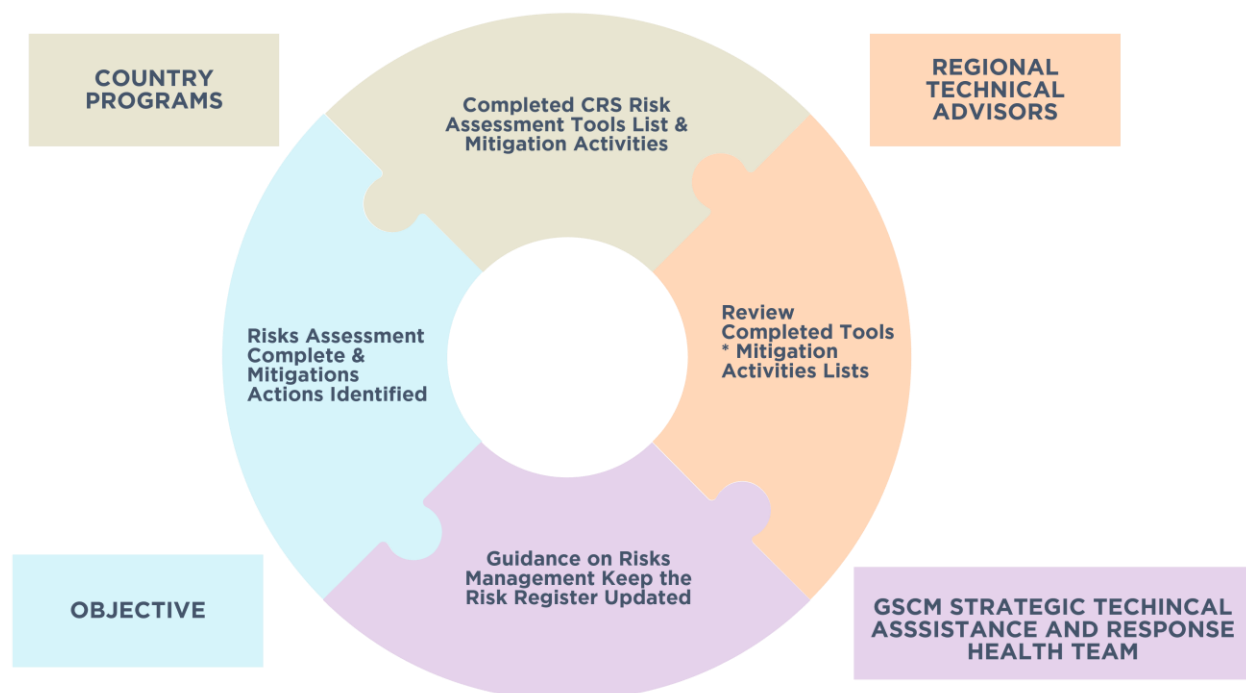 COUNTRY
PROGRAMS
Completed CRS Risk
Assessment Tools List &
Mitigation Activities
REGIONAL
TECHNICAL
ADVISORS
Risks Assessment
Complete &
Mitigations
Actions Identified
Review
Completed Tools
* Mitigation
Activities Lists
OBJECTIVE
Guidance on Risks
Management Keep the
Risk Register Updated
GSCM STRATEGIC TECHINCAL
ASSSISTANCE AND RESPONSE
HEALTH TEAM